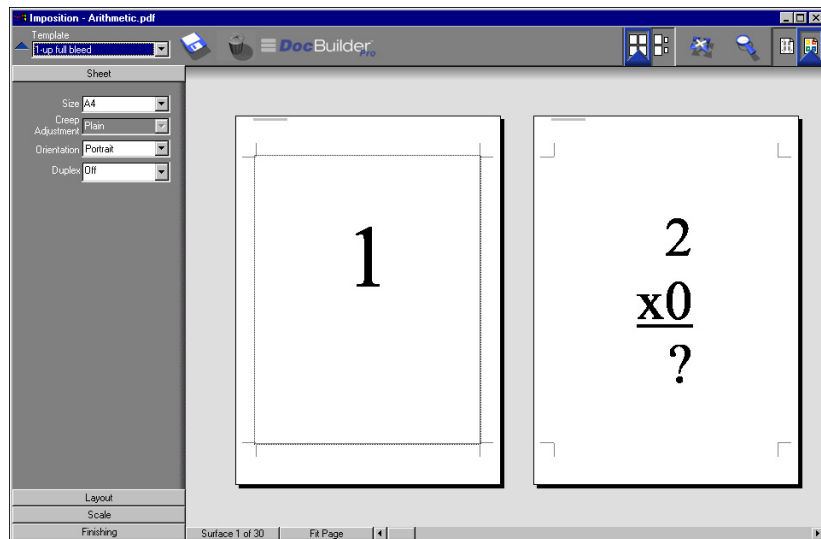 Imposition - Arithmetic.pdf
Template
1-up full bleed
DocBuilder
Pro
Sheet
Size A4
Creep
Adjustment Plain
Orientation Portrait
Duplex Off
1
2
x0
?
Layout
Scale
Finishing
Surface 1 of 30
Fit Page